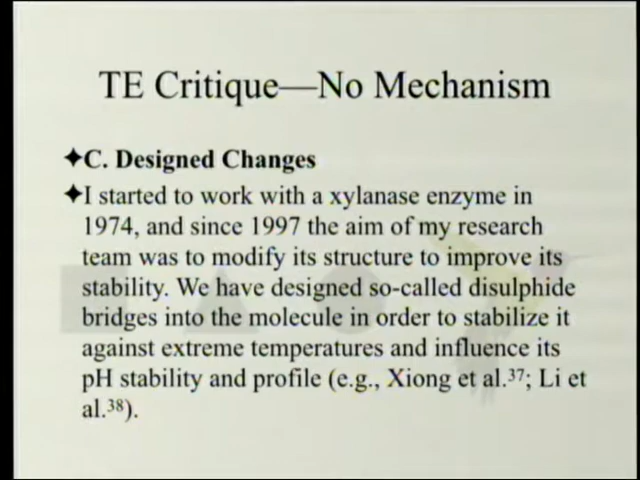 TE Critique—No Mechanism
✦C. Designed Changes
✦I started to work with a xylanase enzyme in
1974, and since 1997 the aim of my research
team was to modify its structure to improve its
stability. We have designed so-called disulphide
bridges into the molecule in order to stabilize it
against extreme temperatures and influence its
pH stability and profile (e.g., Xiong et al.³⁷; Li et
al.³⁸).